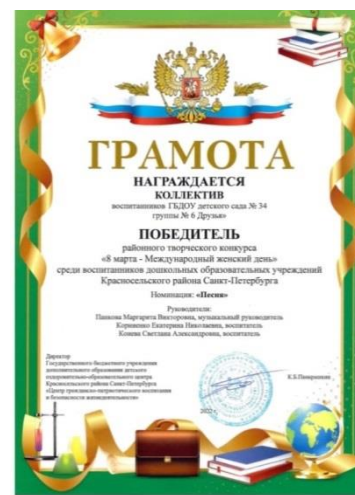 ГРАМОТА
НАГРАЖДАЕТСЯ
КОЛЛЕКТИВ
воспитанников ГБДОУ детского сада № 34
группы № 6 Друзья»
ПОБЕДИТЕЛЬ
районного творческого конкурса
«8 марта - Международный женский день»
среди воспитанников дошкольных образовательных учреждений
Красносельского района Санкт-Петербурга
Номинация: «Песня»
Руководители:
Панкова Маргарита Викторовна, музыкальный руководитель
Корниенко Екатерина Николаевна, воспитатель
Конева Светлана Александровна, воспитатель
Директор
Государственного бюджетного учреждения
дополнительного образования детского
оздоровительно-образовательного центра
Красносельского района Санкт-Петербурга
«Центр гражданско-патриотического воспитания
и безопасности жизнедеятельности»
2022 г.